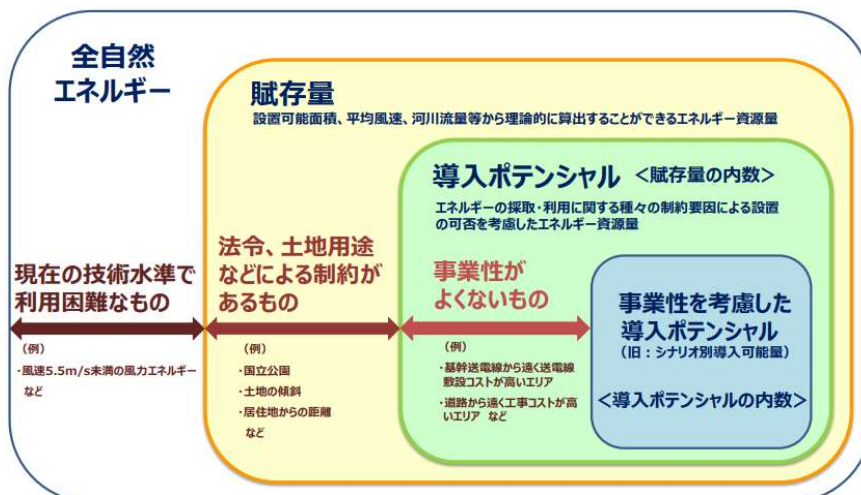 全自然
エネルギー
賦存量
設置可能面積、平均風速、河川流量等から理論的に算出することができるエネルギー資源量
導入ポテンシャル <賦存量の内数>
エネルギーの採取・利用に関する種々の制約要因による設置
の可否を考慮したエネルギー資源量
現在の技術水準で
利用困難なもの
(例)
・風速5.5m/s未満の風力エネルギー
など
法令、土地用途
などによる制約が
あるもの
(例)
・国立公園
・土地の傾斜
・居住地からの距離
など
事業性が
よくないもの
(例)
・基幹送電線から遠く送電線
敷設コストが高いエリア
・道路から遠く工事コストが高
いエリア など
事業性を考慮した
導入ポテンシャル
(旧：シナリオ別導入可能量)
<導入ポテンシャルの内数>